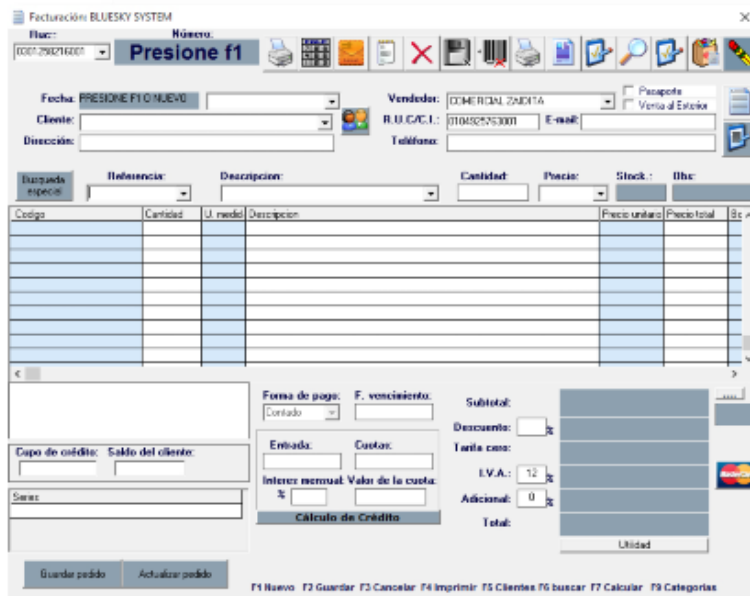 Facturación: BLUESKY SYSTEM
Ruc:: Número:
Presione f1
Fecha: PRESIONE F1 O NUEVO Vendedor: COMERCIAL ZAIDITA Pasaporte
Venta al Exterior
Cliente: R.U.C/C.I.: 0104925763001 E-mail:
Dirección: Teléfono:
Busqueda especial Referencia: Descripcion: Cantidad: Precio: Stock.: Obs:
Codigo Cantidad U. medid Descripcion Precio unitario Precio total
Forma de pago: F. vencimiento: Subtotal:
Contado
Descuento: %
Entrada: Cuotas: Tarifa cero:
Cupo de crédito: Saldo del cliente:
I.V.A.: 12 %
Interes mensual: Valor de la cuota:
%
Series
Adicional: 0 %
Cálculo de Crédito
Total:
Utilidad
Guardar pedido Actualizar pedido
F1 Nuevo F2 Guardar F3 Cancelar F4 Imprimir F5 Clientes F6 buscar F7 Calcular F9 Categorias